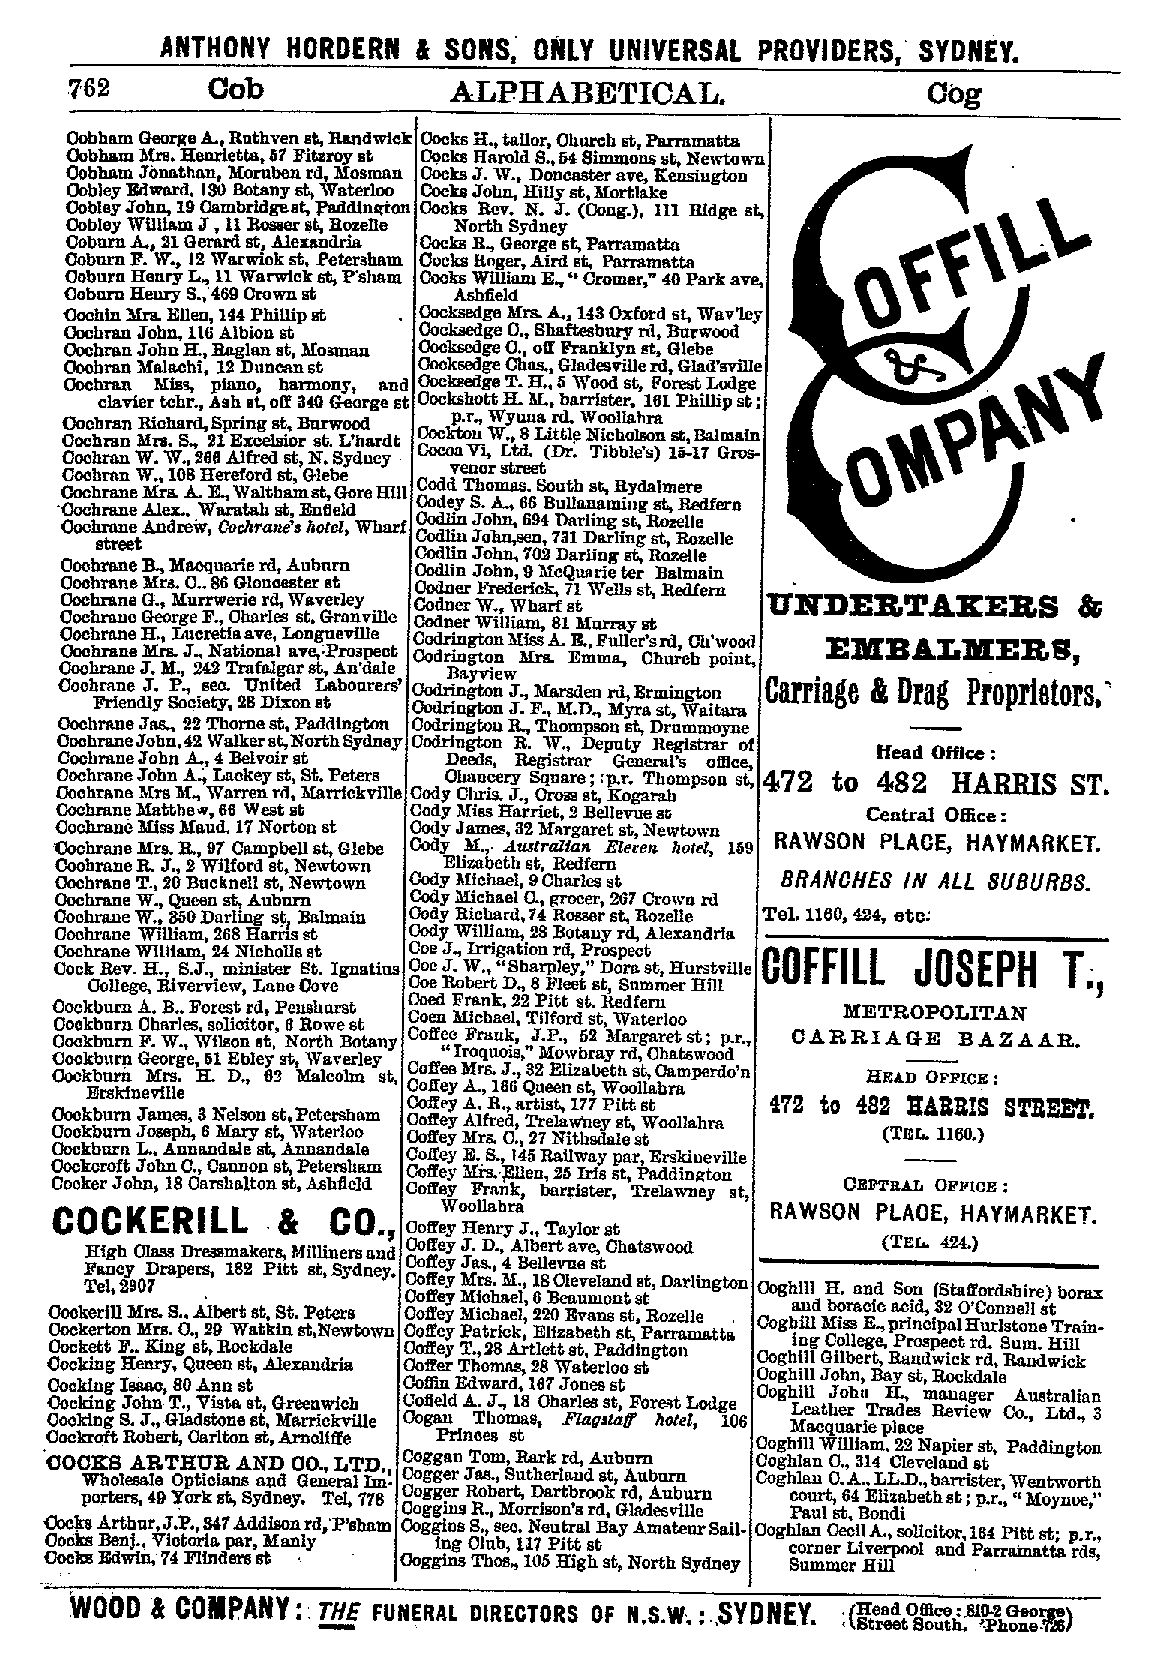 ANTHONY HORDERN & SONS, ONLY UNIVERSAL PROVIDERS, SYDNEY.
762 Cob ALPHABETICAL. Cog
Cobham George A., Ruthven st, Randwick
Cobham Mrs. Henrietta, 57 Fitzroy st
Cobham Jonathan, Moruben rd, Mosman
Cobley Edward, 130 Botany st, Waterloo
Cobley John, 19 Cambridge st, Paddington
Cobley William J, 11 Rosser st, Rozelle
Coburn A., 21 Gerard st, Alexandria
Coburn F. W., 12 Warwick st, Petersham
Coburn Henry L., 11 Warwick st, P'sham
Coburn Henry S., 469 Crown st
Cochin Mrs. Ellen, 144 Phillip st
Cochran John, 116 Albion st
Cochran John H., Raglan st, Mosman
Cochran Malachi, 12 Duncan st
Cochran Miss, piano, harmony, and
clavier tchr., Ash st, off 340 George st
Cochran Richard, Spring st, Burwood
Cochran Mrs. S., 21 Excelsior st. L'hardt
Cochran W. W., 266 Alfred st, N. Sydney
Cochran W., 108 Hereford st, Glebe
Cochrane Mrs. A. E., Waltham st, Gore Hill
Cochrane Alex., Waratah st, Enfield
Cochrane Andrew, Cochrane's hotel, Wharf
street
Cochrane B., Macquarie rd, Auburn
Cochrane Mrs. C.. 86 Gloucester st
Cochrane G., Murrwerie rd, Waverley
Cochrane George F., Charles st, Granville
Cochrane H., Lucretia ave, Longueville
Cochrane Mrs. J., National ave, Prospect
Cochrane J. M., 242 Trafalgar st, An'dale
Cochrane J. P., sec. United Labourers'
Friendly Society, 28 Dixon st
Cochrane Jas., 22 Thorne st, Paddington
Cochrane John, 42 Walker st, North Sydney
Cochrane John A., 4 Belvoir st
Cochrane John A., Lackey st, St. Peters
Cochrane Mrs M., Warren rd, Marrickville
Cochrane Matthew, 66 West st
Cochrane Miss Maud, 17 Norton st
Cochrane Mrs. R., 97 Campbell st, Glebe
Cochrane R. J., 2 Wilford st, Newtown
Cochrane T., 20 Bucknell st, Newtown
Cochrane W., Queen st, Auburn
Cochrane W., 350 Darling st, Balmain
Cochrane William, 268 Harris st
Cochrane William, 24 Nicholls st
Cock Rev. H., S.J., minister St. Ignatius
College, Riverview, Lane Cove
Cockburn A. B.. Forest rd, Penshurst
Cockburn Charles, solicitor, 6 Rowe st
Cockburn F. W., Wilson st, North Botany
Cockburn George, 51 Ebley st, Waverley
Cockburn Mrs. H. D., 62 Malcolm st,
Erskineville
Cockburn James, 3 Nelson st, Petersham
Cockburn Joseph, 6 Mary st, Waterloo
Cockburn L., Annandale st, Annandale
Cockcroft John C., Cannon st, Petersham
Cocker John, 18 Carshalton st, Ashfield
COCKERILL & CO.,
High Class Dressmakers, Milliners and
Fancy Drapers, 182 Pitt st, Sydney.
Tel, 2907
Cockerill Mrs. S., Albert st, St. Peters
Cockerton Mrs. C., 29 Watkin st, Newtown
Cockett F.. King st, Rockdale
Cocking Henry, Queen st, Alexandria
Cocking Isaac, 80 Ann st
Cocking John T., Vista st, Greenwich
Cocking S. J., Gladstone st, Marrickville
Cockroft Robert, Carlton st, Arncliffe
COCKS ARTHUR AND CO., LTD.,
Wholesale Opticians and General Im-
porters, 49 York st, Sydney. Tel, 776
Cocks Arthur, J.P., 347 Addison rd, P'sham
Cocks Benj., Victoria par, Manly
Cocks Edwin, 74 Flinders st
Cocks H., tailor, Church st, Parramatta
Cocks Harold S., 54 Simmons st, Newtown
Cocks J. W., Doncaster ave, Kensington
Cocks John, Hilly st, Mortlake
Cocks Rev. N. J. (Cong.), 111 Ridge st,
North Sydney
Cocks R., George st, Parramatta
Cocks Roger, Aird st, Parramatta
Cocks William E., "Cromer," 40 Park ave,
Ashfield
Cocksedge Mrs. A., 143 Oxford st, Wav'ley
Cocksedge C., Shaftesbury rd, Burwood
Cocksedge C., off Franklyn st, Glebe
Cocksedge Chas., Gladesville rd, Glad'sville
Cocksedge T. H., 5 Wood st, Forest Lodge
Cockshott H. M., barrister, 161 Phillip st;
p.r., Wyuna rd, Woollahra
Cockton W., 8 Little Nicholson st, Balmain
Cocoa Vi, Ltd. (Dr. Tibble's) 15-17 Gros-
venor street
Codd Thomas. South st, Rydalmere
Codey S. A., 66 Bullanaming st, Redfern
Codlin John, 694 Darling st, Rozelle
Codlin John, sen, 731 Darling st, Rozelle
Codlin John, 702 Darling st, Rozelle
Codlin John, 9 McQuarie ter Balmain
Codner Frederick, 71 Wells st, Redfern
Codner W., Wharf st
Codner William, 81 Murray st
Codrington Miss A. E., Fuller's rd, Ch'wood
Codrington Mrs. Emma, Church point,
Bayview
Codrington J., Marsden rd, Ermington
Codrington J. F., M.D., Myra st, Waitara
Codrington R., Thompson st, Drummoyne
Codrington R. W., Deputy Registrar of
Deeds, Registrar General's office,
Chancery Square; p.r. Thompson st,
Cody Chris. J., Cross st, Kogarah
Cody Miss Harriet, 2 Bellevue st
Cody James, 32 Margaret st, Newtown
Cody M., Australian Eleven hotel, 159
Elizabeth st, Redfern
Cody Michael, 9 Charles st
Cody Michael C., grocer, 267 Crown rd
Cody Richard, 74 Rosser st, Rozelle
Cody William, 28 Botany rd, Alexandria
Coe J., Irrigation rd, Prospect
Coe J. W., "Sharpley," Dora st, Hurstville
Coe Robert D., 8 Fleet st, Summer Hill
Coed Frank, 22 Pitt st. Redfern
Coen Michael, Tilford st, Waterloo
Coffee Frank, J.P., 52 Margaret st; p.r.,
"Iroquois," Mowbray rd, Chatswood
Coffee Mrs. J., 32 Elizabeth st, Camperdo'n
Coffey A., 166 Queen st, Woollahra
Coffey A. R., artist, 177 Pitt st
Coffey Alfred, Trelawney st, Woollahra
Coffey Mrs. C., 27 Nithsdale st
Coffey E. S., 145 Railway par, Erskineville
Coffey Mrs. Ellen, 25 Iris st, Paddington
Coffey Frank, barrister, Trelawney st,
Woollahra
Coffey Henry J., Taylor st
Coffey J. D., Albert ave, Chatswood
Coffey Jas., 4 Bellevue st
Coffey Mrs. M., 18 Cleveland st, Darlington
Coffey Michael, 6 Beaumont st
Coffey Michael, 220 Evans st, Rozelle
Coffey Patrick, Elizabeth st, Parramatta
Coffey T., 28 Artlett st, Paddington
Coffer Thomas, 28 Waterloo st
Coffin Edward, 167 Jones st
Cofield A. J., 18 Charles st, Forest Lodge
Cogan Thomas, Flagstaff hotel, 106
Princes st
Coggan Tom, Rark rd, Auburn
Cogger Jas., Sutherland st, Auburn
Cogger Robert, Dartbrook rd, Auburn
Coggins R., Morrison's rd, Gladesville
Coggins S., sec. Neutral Bay Amateur Sail-
ing Club, 117 Pitt st
Coggins Thos., 105 High st, North Sydney
COFFILL
&
COMPANY
UNDERTAKERS &
EMBALMERS,
Carriage & Drag Proprietors,
Head Office:
472 to 482 HARRIS ST.
Central Office:
RAWSON PLACE, HAYMARKET.
BRANCHES IN ALL SUBURBS.
Tel. 1160, 424, etc.
COFFILL JOSEPH T.,
METROPOLITAN
CARRIAGE BAZAAR.
HEAD OFFICE:
472 to 482 HARRIS STREET.
(TEL. 1160.)
CENTRAL OFFICE:
RAWSON PLACE, HAYMARKET.
(TEL. 424.)
Coghill H. and Son (Staffordshire) borax
and boracic acid, 32 O'Connell st
Coghill Miss E., principal Hurlstone Train-
ing College, Prospect rd. Sum. Hill
Coghill Gilbert, Randwick rd, Randwick
Coghill John, Bay st, Rockdale
Coghill John H., manager Australian
Leather Trades Review Co., Ltd., 3
Macquarie place
Coghill William, 22 Napier st, Paddington
Coghlan C., 314 Cleveland st
Coghlan C.A., LL.D., barrister, Wentworth
court, 64 Elizabeth st; p.r., "Moynoe,"
Paul st, Bondi
Coghlan Cecil A., solicitor, 164 Pitt st; p.r.,
corner Liverpool and Parramatta rds,
Summer Hill
WOOD & COMPANY: THE FUNERAL DIRECTORS OF N.S.W.: SYDNEY. (Head Office: 810-2 George
Street South. 'Phone 726)